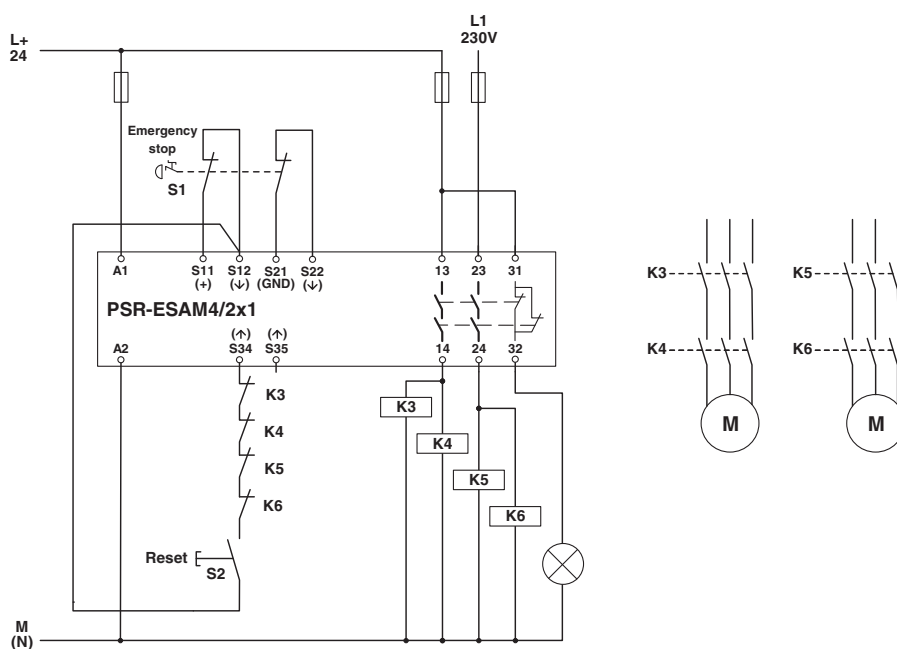 L+
24
L1
230V
Emergency
stop
S1
A1
S11
(+)
S12
(↓)
S21
(GND)
S22
(↓)
13
23
31
PSR-ESAM4/2x1
A2
(↑)
S34
(↑)
S35
14
24
32
K3
K4
K5
K6
Reset
S2
K3
K4
K5
K6
M
(N)
K3
K4
M
K5
K6
M